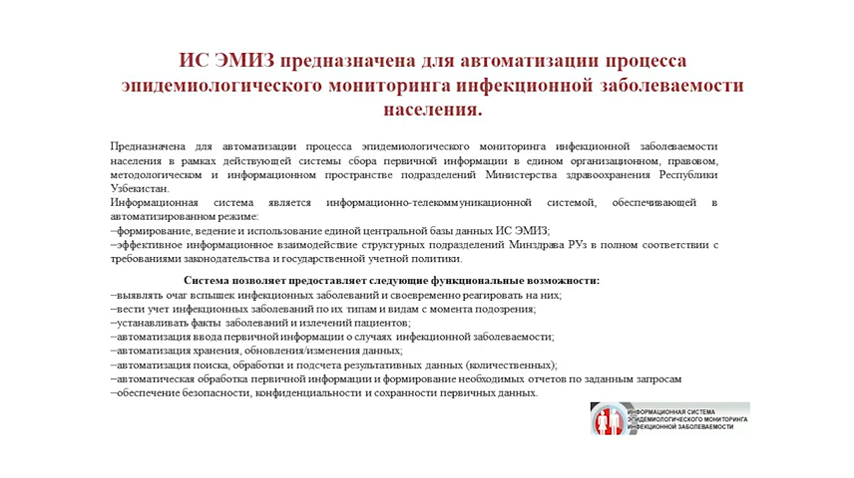 ИС ЭМИЗ предназначена для автоматизации процесса
эпидемиологического мониторинга инфекционной заболеваемости
населения.
Предназначена для автоматизации процесса эпидемиологического мониторинга инфекционной заболеваемости
населения в рамках действующей системы сбора первичной информации в едином организационном, правовом,
методологическом и информационном пространстве подразделений Министерства здравоохранения Республики
Узбекистан.
Информационная система является информационно-телекоммуникационной системой, обеспечивающей в
автоматизированном режиме:
–формирование, ведение и использование единой центральной базы данных ИС ЭМИЗ;
–эффективное информационное взаимодействие структурных подразделений Минздрава РУз в полном соответствии с
требованиями законодательства и государственной учетной политики.
Система позволяет предоставляет следующие функциональные возможности:
–выявлять очаг вспышек инфекционных заболеваний и своевременно реагировать на них;
–вести учет инфекционных заболеваний по их типам и видам с момента подозрения;
–устанавливать факты заболеваний и излечений пациентов;
–автоматизация ввода первичной информации о случаях инфекционной заболеваемости;
–автоматизация хранения, обновления/изменения данных;
–автоматизация поиска, обработки и подсчета результативных данных (количественных);
–автоматическая обработка первичной информации и формирование необходимых отчетов по заданным запросам
–обеспечение безопасности, конфиденциальности и сохранности первичных данных.
ИНФОРМАЦИОННАЯ СИСТЕМА
ЭПИДЕМИОЛОГИЧЕСКОГО МОНИТОРИНГА
ИНФЕКЦИОННОЙ ЗАБОЛЕВАЕМОСТИ